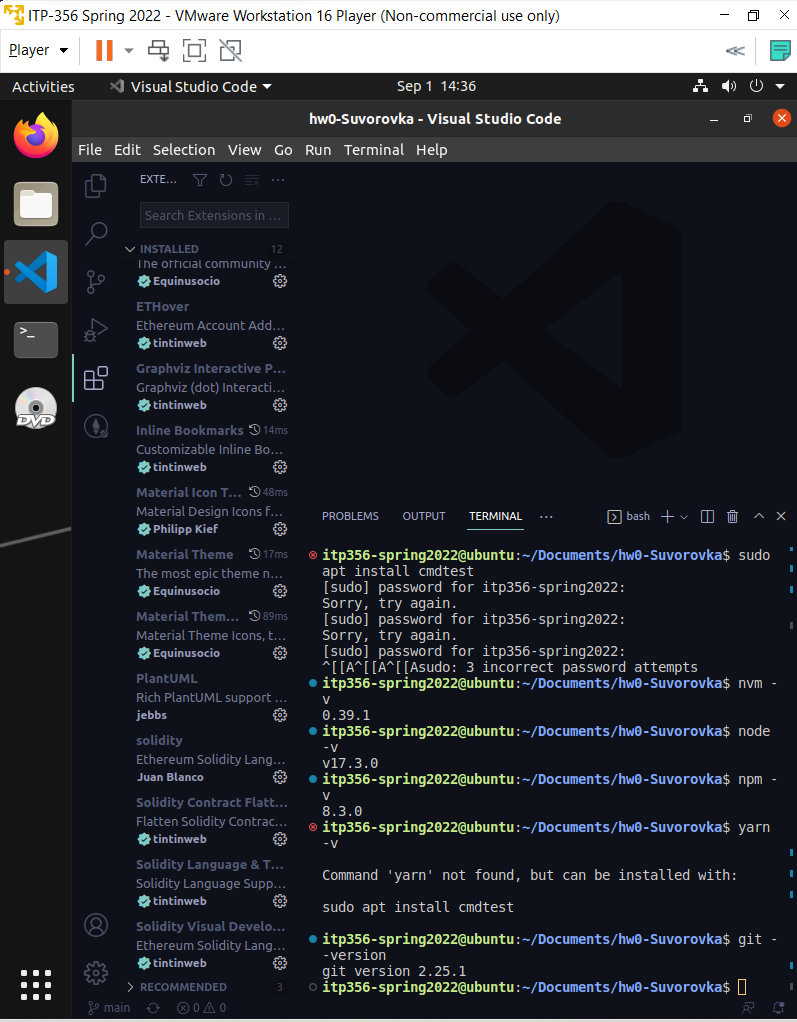 ITP-356 Spring 2022 - VMware Workstation 16 Player (Non-commercial use only)
Player
Activities
Visual Studio Code
Sep 1 14:36
hw0-Suvorovka - Visual Studio Code
File Edit Selection View Go Run Terminal Help
EXTE...
Search Extensions in ...
INSTALLED 12
The official community ...
Equinusocio
ETHover
Ethereum Account Add...
tintinweb
Graphviz Interactive P...
Graphviz (dot) Interacti...
tintinweb
Inline Bookmarks 14ms
Customizable Inline Bo...
tintinweb
Material Icon T... 48ms
Material Design Icons f...
Philipp Kief
Material Theme 17ms
The most epic theme n...
Equinusocio
Material Them... 89ms
Material Theme Icons, t...
Equinusocio
PlantUML
Rich PlantUML support ...
jebbs
solidity
Ethereum Solidity Lang...
Juan Blanco
Solidity Contract Flatt...
Flatten Solidity Contrac...
tintinweb
Solidity Language & T...
Solidity Language Supp...
tintinweb
Solidity Visual Develo...
Ethereum Solidity Lang...
tintinweb
RECOMMENDED 3
PROBLEMS OUTPUT TERMINAL ... bash
itp356-spring2022@ubuntu:~/Documents/hw0-Suvorovka$ sudo
apt install cmdtest
[sudo] password for itp356-spring2022:
Sorry, try again.
[sudo] password for itp356-spring2022:
Sorry, try again.
[sudo] password for itp356-spring2022:
^[[A^[[A^[[Asudo: 3 incorrect password attempts
itp356-spring2022@ubuntu:~/Documents/hw0-Suvorovka$ nvm -
v
0.39.1
itp356-spring2022@ubuntu:~/Documents/hw0-Suvorovka$ node
-v
v17.3.0
itp356-spring2022@ubuntu:~/Documents/hw0-Suvorovka$ npm -
v
8.3.0
itp356-spring2022@ubuntu:~/Documents/hw0-Suvorovka$ yarn
-v
Command 'yarn' not found, but can be installed with:
sudo apt install cmdtest
itp356-spring2022@ubuntu:~/Documents/hw0-Suvorovka$ git -
-version
git version 2.25.1
itp356-spring2022@ubuntu:~/Documents/hw0-Suvorovka$
main 0 0
DVD
>_